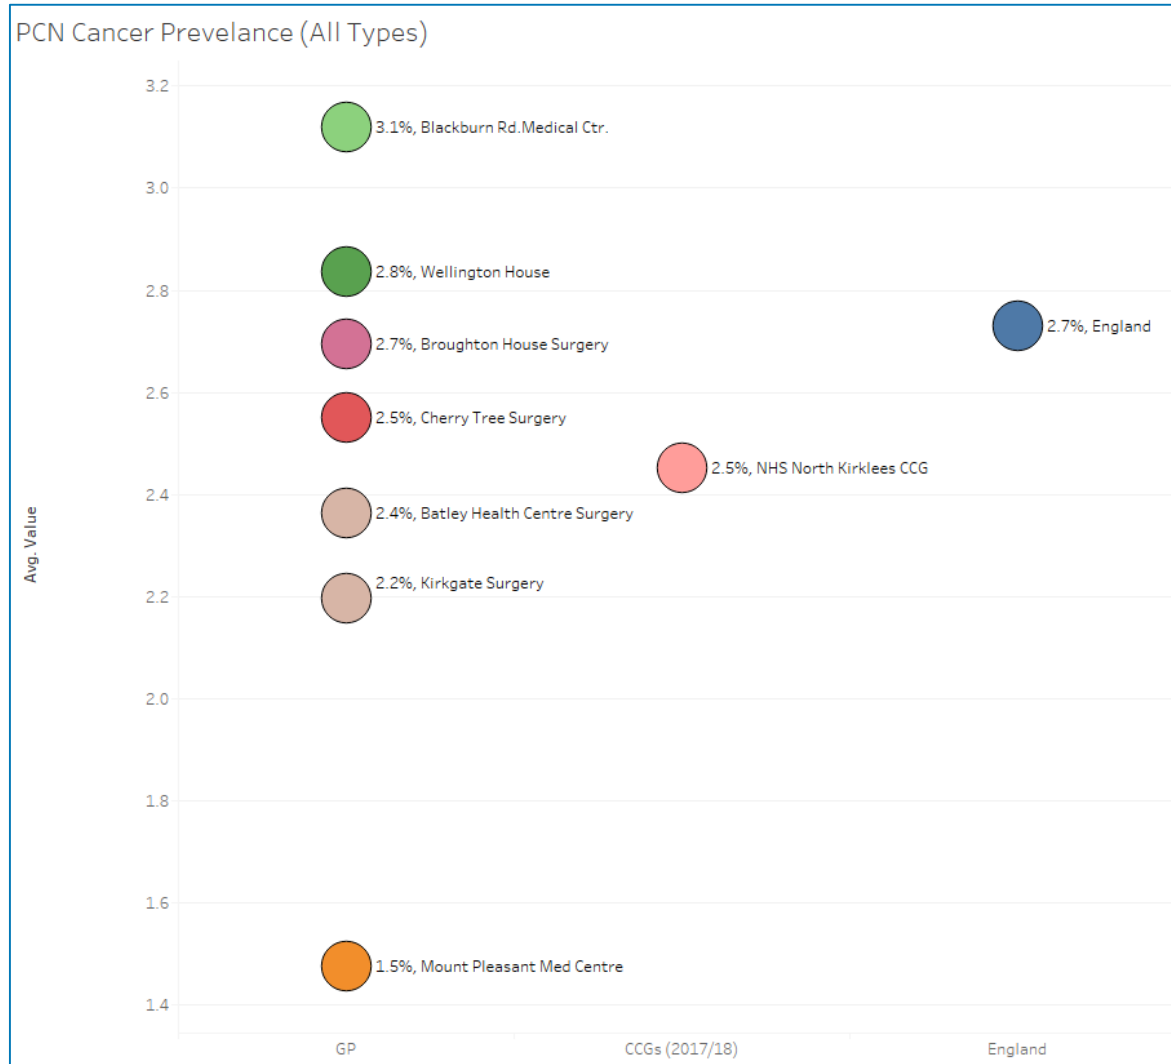 PCN Cancer Prevelance (All Types)
3.2
3.1%, Blackburn Rd.Medical Ctr.
3.0
2.8%, Wellington House
2.8
2.7%, England
2.7%, Broughton House Surgery
2.6
2.5%, Cherry Tree Surgery
2.5%, NHS North Kirklees CCG
2.4
2.4%, Batley Health Centre Surgery
Avg. Value
2.2%, Kirkgate Surgery
2.2
2.0
1.8
1.6
1.5%, Mount Pleasant Med Centre
1.4
GP CCGs (2017/18) England